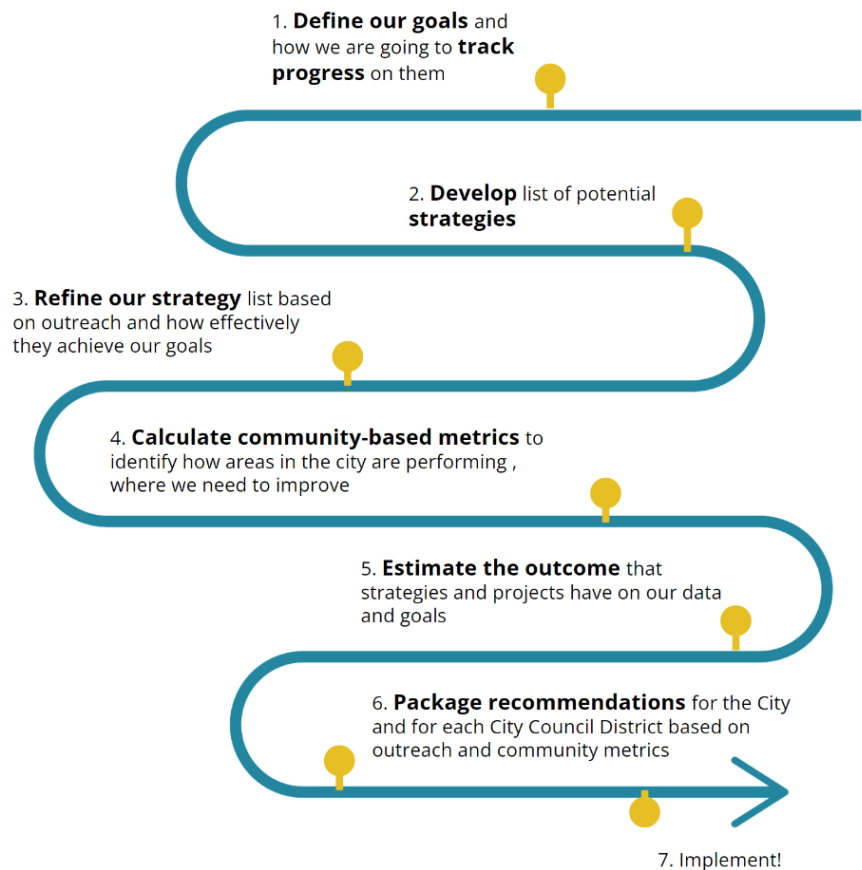 1. Define our goals and
how we are going to track
progress on them
2. Develop list of potential
strategies
3. Refine our strategy list based
on outreach and how effectively
they achieve our goals
4. Calculate community-based metrics to
identify how areas in the city are performing ,
where we need to improve
5. Estimate the outcome that
strategies and projects have on our data
and goals
6. Package recommendations for the City
and for each City Council District based on
outreach and community metrics
7. Implement!